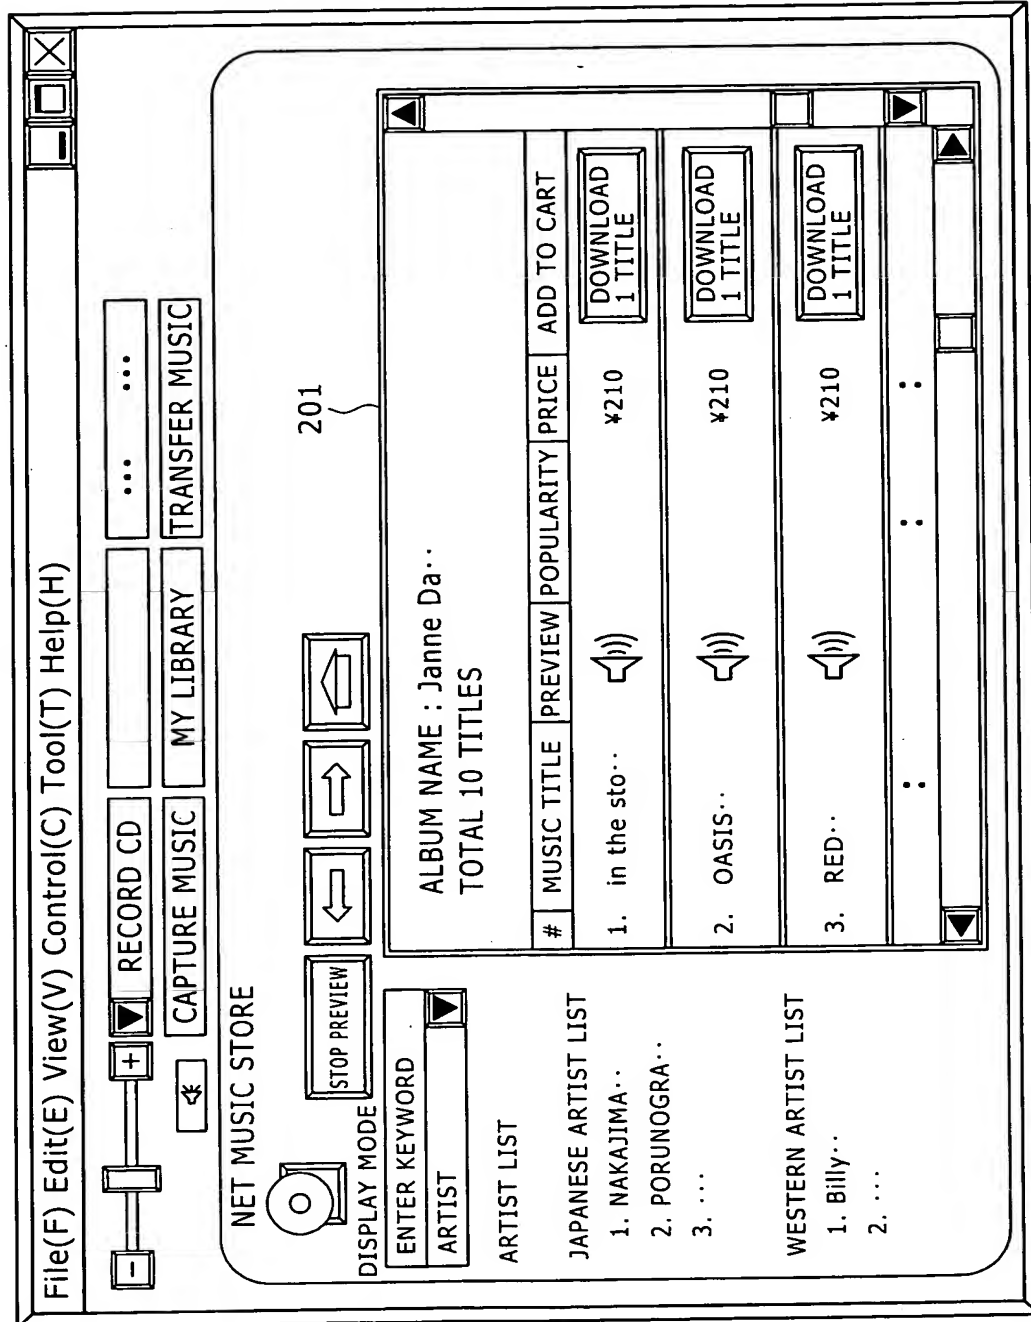 File(F) Edit(E) View(V) Control(C) Tool(T) Help(H)
− + ▼ RECORD CD ... ...
CAPTURE MUSIC MY LIBRARY TRANSFER MUSIC
NET MUSIC STORE
STOP PREVIEW
201
DISPLAY MODE
ENTER KEYWORD
ARTIST
ARTIST LIST
JAPANESE ARTIST LIST
1. NAKAJIMA··
2. PORUNOGRA··
3. ···
WESTERN ARTIST LIST
1. Billy··
2. ···
ALBUM NAME : Janne Da··
TOTAL 10 TITLES
# MUSIC TITLE PREVIEW POPULARITY PRICE ADD TO CART
1. in the sto·· ¥210 DOWNLOAD
1 TITLE
2. OASIS·· ¥210 DOWNLOAD
1 TITLE
3. RED·· ¥210 DOWNLOAD
1 TITLE
: : :